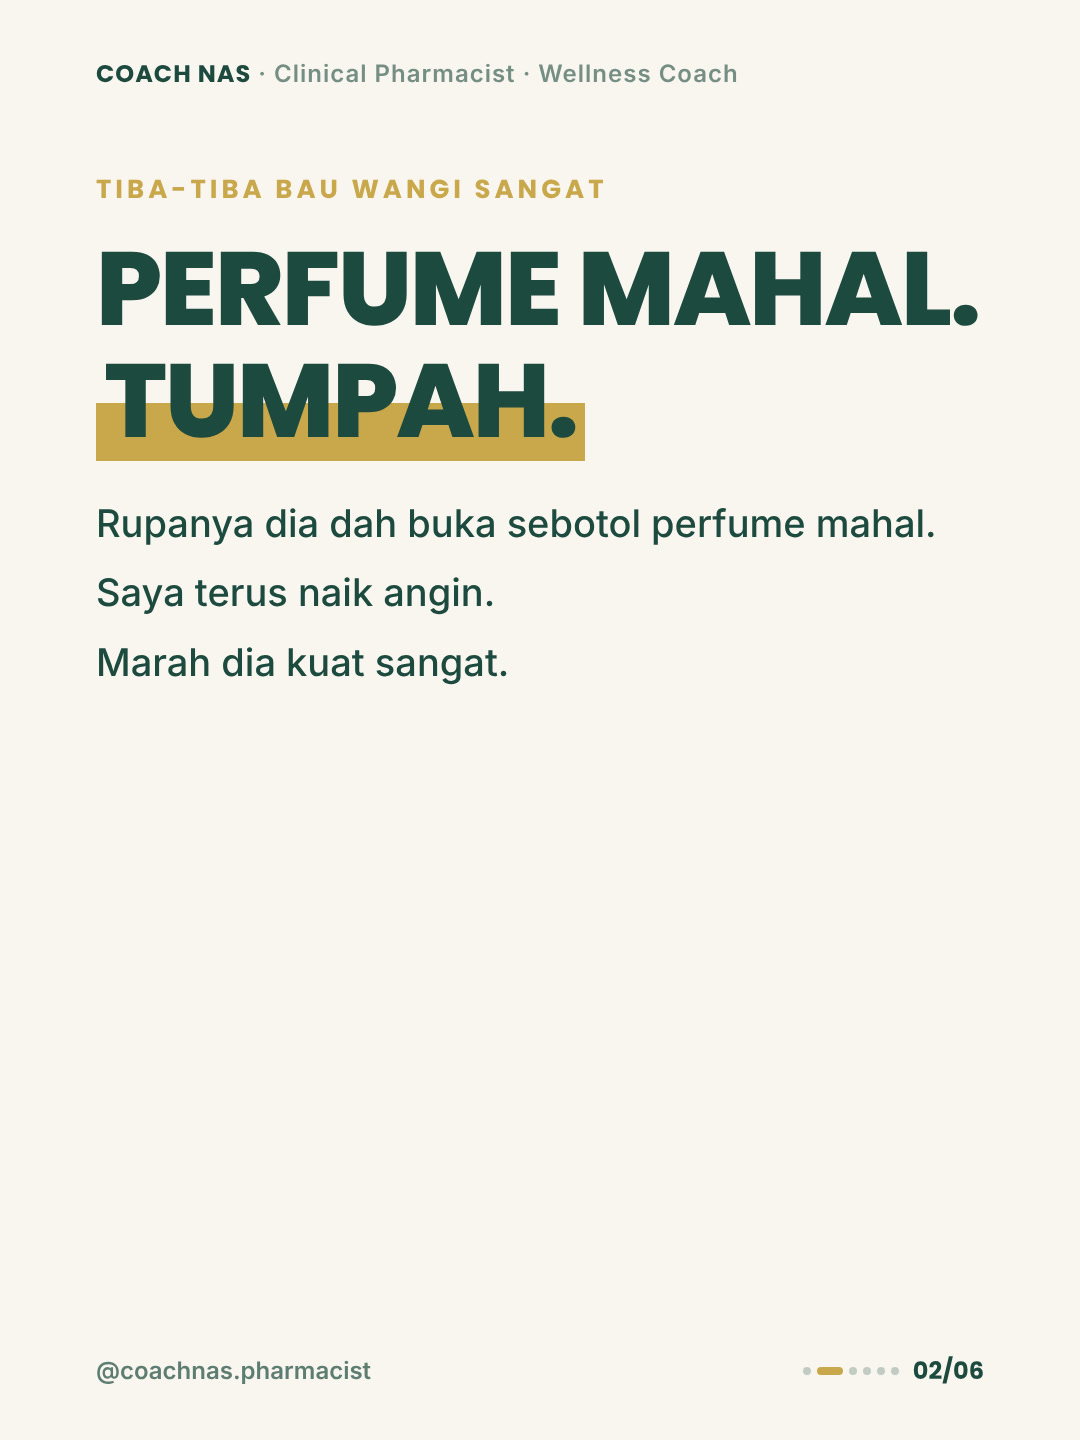 COACH NAS · Clinical Pharmacist · Wellness Coach
TIBA-TIBA BAU WANGI SANGAT
PERFUME MAHAL.
TUMPAH.
Rupanya dia dah buka sebotol perfume mahal.
Saya terus naik angin.
Marah dia kuat sangat.
@coachnas.pharmacist
02/06